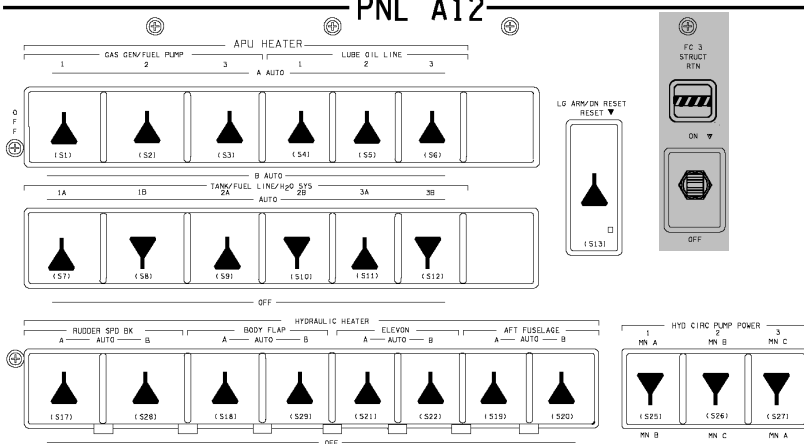 PNL A12
APU HEATER
GAS GEN/FUEL PUMP LUBE OIL LINE
1 2 3 1 2 3
A AUTO
OFF
(S1) (S2) (S3) (S4) (S5) (S6)
B AUTO
TANK/FUEL LINE/H2O SYS
1A 1B 2A 2B 3A 3B
AUTO
(S7) (S8) (S9) (S10) (S11) (S12)
OFF
LG ARM/DN RESET
RESET ▼
(S13)
FC 3
STRUCT
RTN
ON
OFF
HYDRAULIC HEATER
RUDDER SPD BK BODY FLAP ELEVON AFT FUSELAGE
A AUTO B A AUTO B A AUTO B A AUTO B
(S17) (S28) (S18) (S29) (S21) (S22) (S19) (S20)
OFF
HYD CIRC PUMP POWER
1 2 3
MN A MN B MN C
(S25) (S26) (S27)
MN B MN C MN A